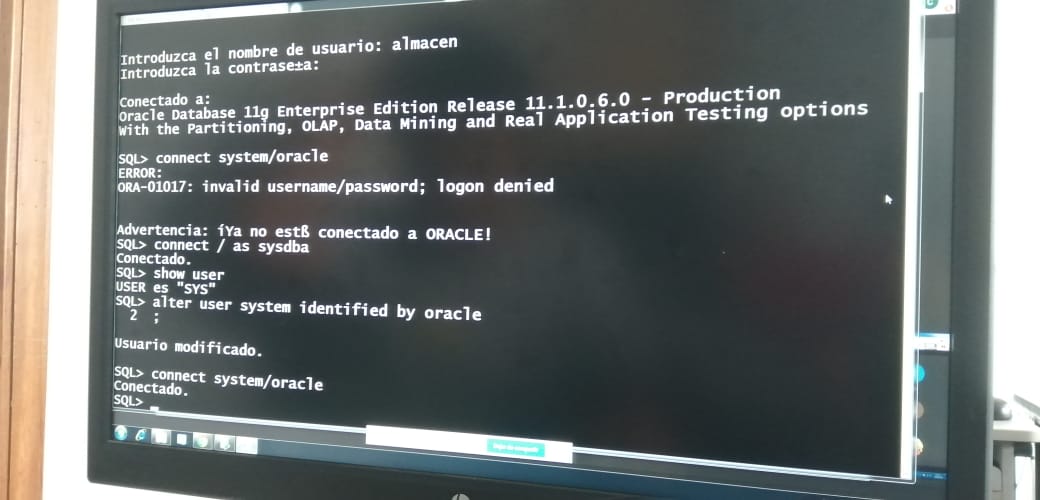 Introduzca el nombre de usuario: almacen
Introduzca la contrase±a:
Conectado a:
Oracle Database 11g Enterprise Edition Release 11.1.0.6.0 - Production
With the Partitioning, OLAP, Data Mining and Real Application Testing options
SQL> connect system/oracle
ERROR:
ORA-01017: invalid username/password; logon denied
Advertencia: íYa no estß conectado a ORACLE!
SQL> connect / as sysdba
Conectado.
SQL> show user
USER es "SYS"
SQL> alter user system identified by oracle
2 ;
Usuario modificado.
SQL> connect system/oracle
Conectado.
SQL>